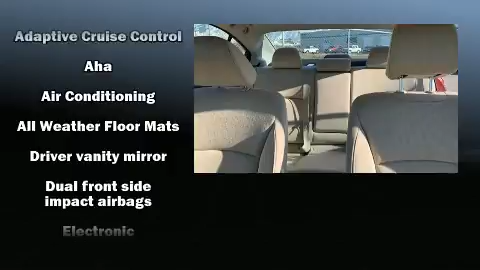 Adaptive Cruise Control
Aha
Air Conditioning
All Weather Floor Mats
Driver vanity mirror
Dual front side
impact airbags
Electronic